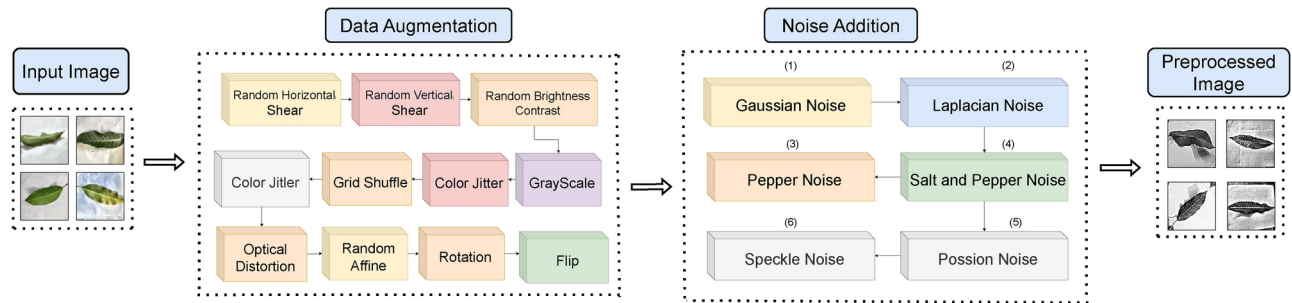 Data Augmentation
Noise Addition
Input Image
Preprocessed
Image
Random Horizontal
Shear
Random Vertical
Shear
Random Brightness
Contrast
Color Jitler
Grid Shuffle
Color Jitter
GrayScale
Optical
Distortion
Random
Affine
Rotation
Flip
(1)
(2)
Gaussian Noise
Laplacian Noise
(3)
(4)
Pepper Noise
Salt and Pepper Noise
(6)
(5)
Speckle Noise
Possion Noise